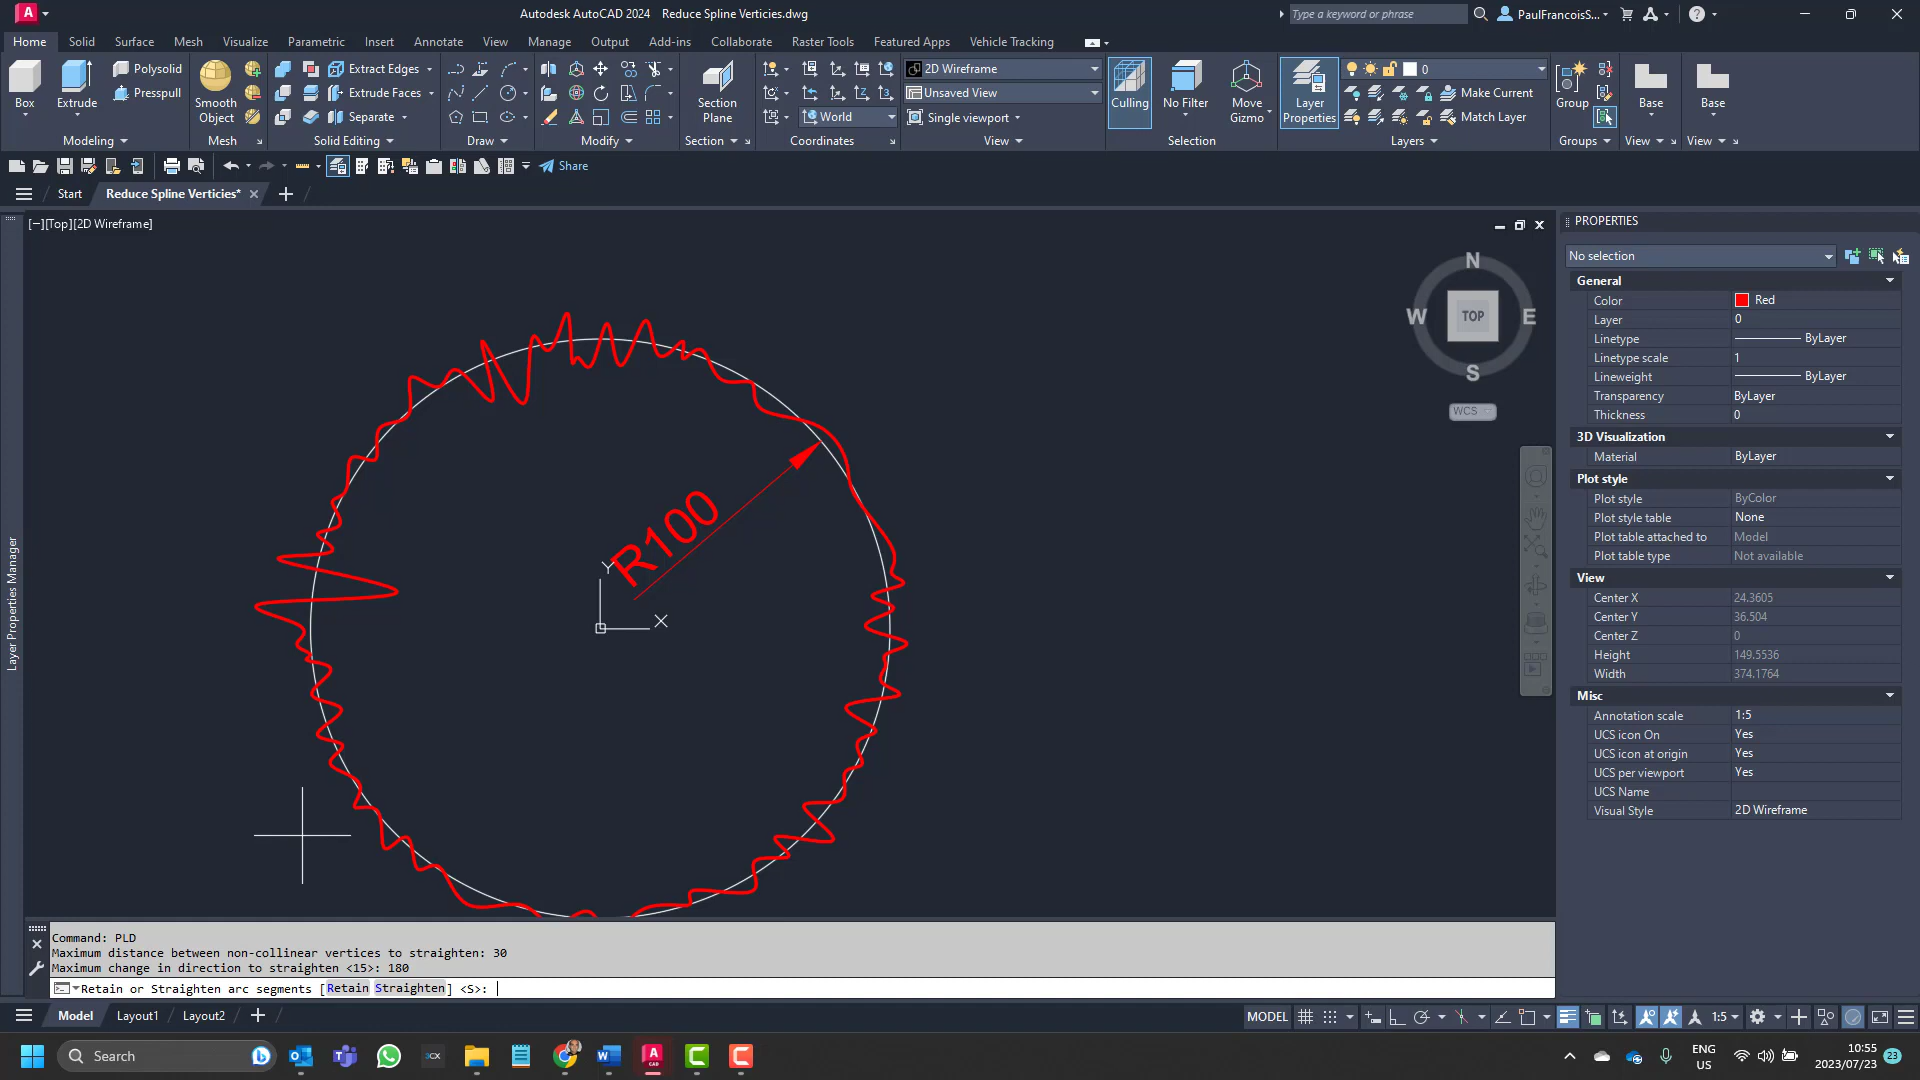 Autodesk AutoCAD 2024 Reduce Spline Verticies.dwg
Type a keyword or phrase
PaulFrancoisS...
Home Solid Surface Mesh Visualize Parametric Insert Annotate View Manage Output Add-ins Collaborate Raster Tools Featured Apps Vehicle Tracking
Box
Extrude
Polysolid
Presspull
Modeling
Smooth
Object
Mesh
Extract Edges
Extrude Faces
Separate
Solid Editing
Draw
Modify
Section
Plane
Section
World
Coordinates
2D Wireframe
Unsaved View
Single viewport
View
Culling
No Filter
Move
Gizmo
Selection
Layer
Properties
0
Make Current
Match Layer
Layers
Group
Groups
Base
View
Base
View
Share
Start
Reduce Spline Verticies*
[−][Top][2D Wireframe]
Layer Properties Manager
N
W TOP E
S
WCS
R100
Y
X
PROPERTIES
No selection
General
Color Red
Layer 0
Linetype ByLayer
Linetype scale 1
Lineweight ByLayer
Transparency ByLayer
Thickness 0
3D Visualization
Material ByLayer
Plot style
Plot style ByColor
Plot style table None
Plot table attached to Model
Plot table type Not available
View
Center X 24.3605
Center Y 36.504
Center Z 0
Height 149.5536
Width 374.1764
Misc
Annotation scale 1:5
UCS icon On Yes
UCS icon at origin Yes
UCS per viewport Yes
UCS Name
Visual Style 2D Wireframe
Command: PLD
Maximum distance between non-collinear vertices to straighten: 30
Maximum change in direction to straighten <15>: 180
Retain or Straighten arc segments [Retain Straighten] <S>:
Model Layout1 Layout2
MODEL
1:5
Search
3CX
ENG
US
10:55
2023/07/23
23